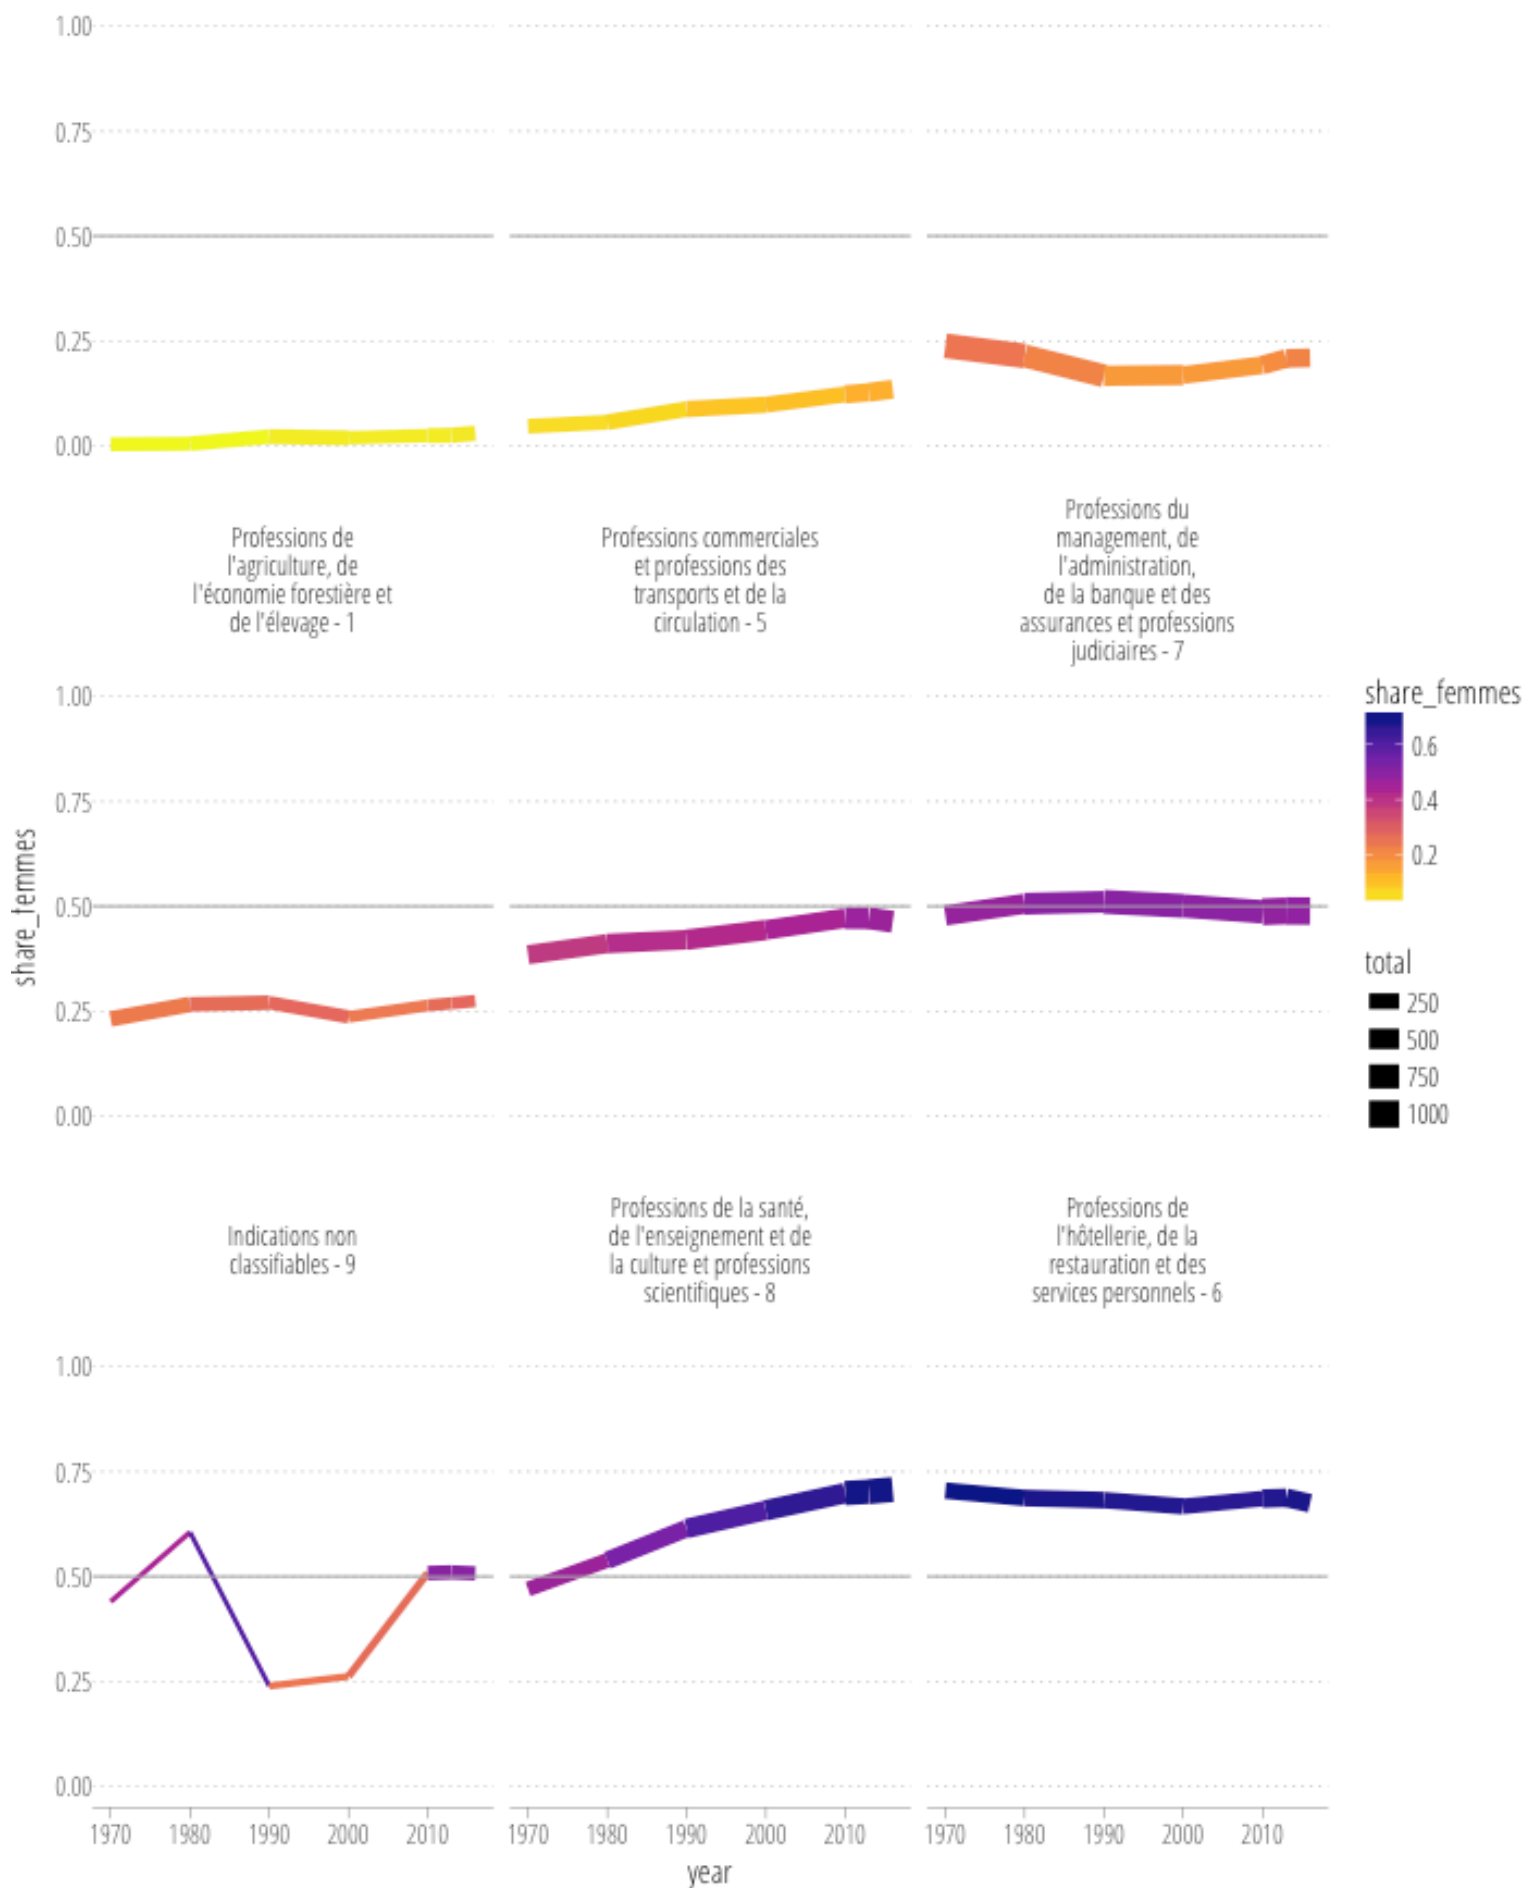 1.00
0.75
0.50
0.25
0.00
Professions de
l'agriculture, de
l'économie forestière et
de l'élevage - 1
Professions commerciales
et professions des
transports et de la
circulation - 5
Professions du
management, de
l'administration,
de la banque et des
assurances et professions
judiciaires - 7
1.00
0.75
0.50
0.25
0.00
share_femmes
share_femmes
0.6
0.4
0.2
total
250
500
750
1000
Indications non
classifiables - 9
Professions de la santé,
de l'enseignement et de
la culture et professions
scientifiques - 8
Professions de
l'hôtellerie, de la
restauration et des
services personnels - 6
1.00
0.75
0.50
0.25
0.00
1970 1980 1990 2000 2010
1970 1980 1990 2000 2010
1970 1980 1990 2000 2010
year